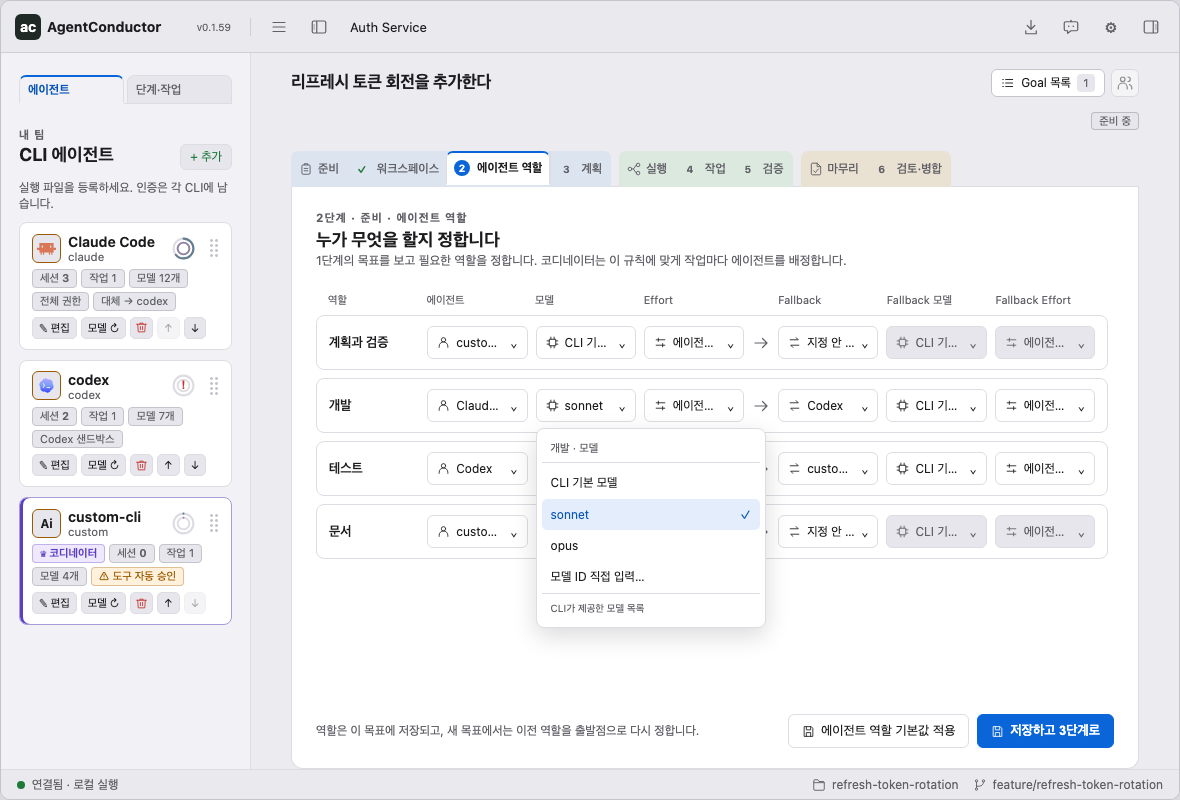 ac AgentConductor v0.1.59 Auth Service
에이전트 단계·작업
내 팀
CLI 에이전트
+ 추가
실행 파일을 등록하세요. 인증은 각 CLI에 남
습니다.
Claude Code
claude
세션 3 작업 1 모델 12개
전체 권한 대체 → codex
편집 모델
codex
codex
세션 2 작업 1 모델 7개
Codex 샌드박스
편집 모델
Ai custom-cli
custom
코디네이터 세션 0 작업 1
모델 4개 도구 자동 승인
편집 모델
리프레시 토큰 회전을 추가한다
Goal 목록 1
준비 중
준비 워크스페이스 2 에이전트 역할 3 계획 실행 4 작업 5 검증 마무리 6 검토·병합
2단계 · 준비 · 에이전트 역할
누가 무엇을 할지 정합니다
1단계의 목표를 보고 필요한 역할을 정합니다. 코디네이터는 이 규칙에 맞게 작업마다 에이전트를 배정합니다.
역할 에이전트 모델 Effort Fallback Fallback 모델 Fallback Effort
계획과 검증 custo... CLI 기... 에이전... → 지정 안 ... CLI 기... 에이전...
개발 Claud... sonnet 에이전... → Codex CLI 기... 에이전...
테스트 Codex custo... CLI 기... 에이전...
문서 custo... 지정 안 ... CLI 기... 에이전...
개발 · 모델
CLI 기본 모델
sonnet
opus
모델 ID 직접 입력...
CLI가 제공한 모델 목록
역할은 이 목표에 저장되고, 새 목표에서는 이전 역할을 출발점으로 다시 정합니다.
에이전트 역할 기본값 적용
저장하고 3단계로
연결됨 · 로컬 실행
refresh-token-rotation feature/refresh-token-rotation